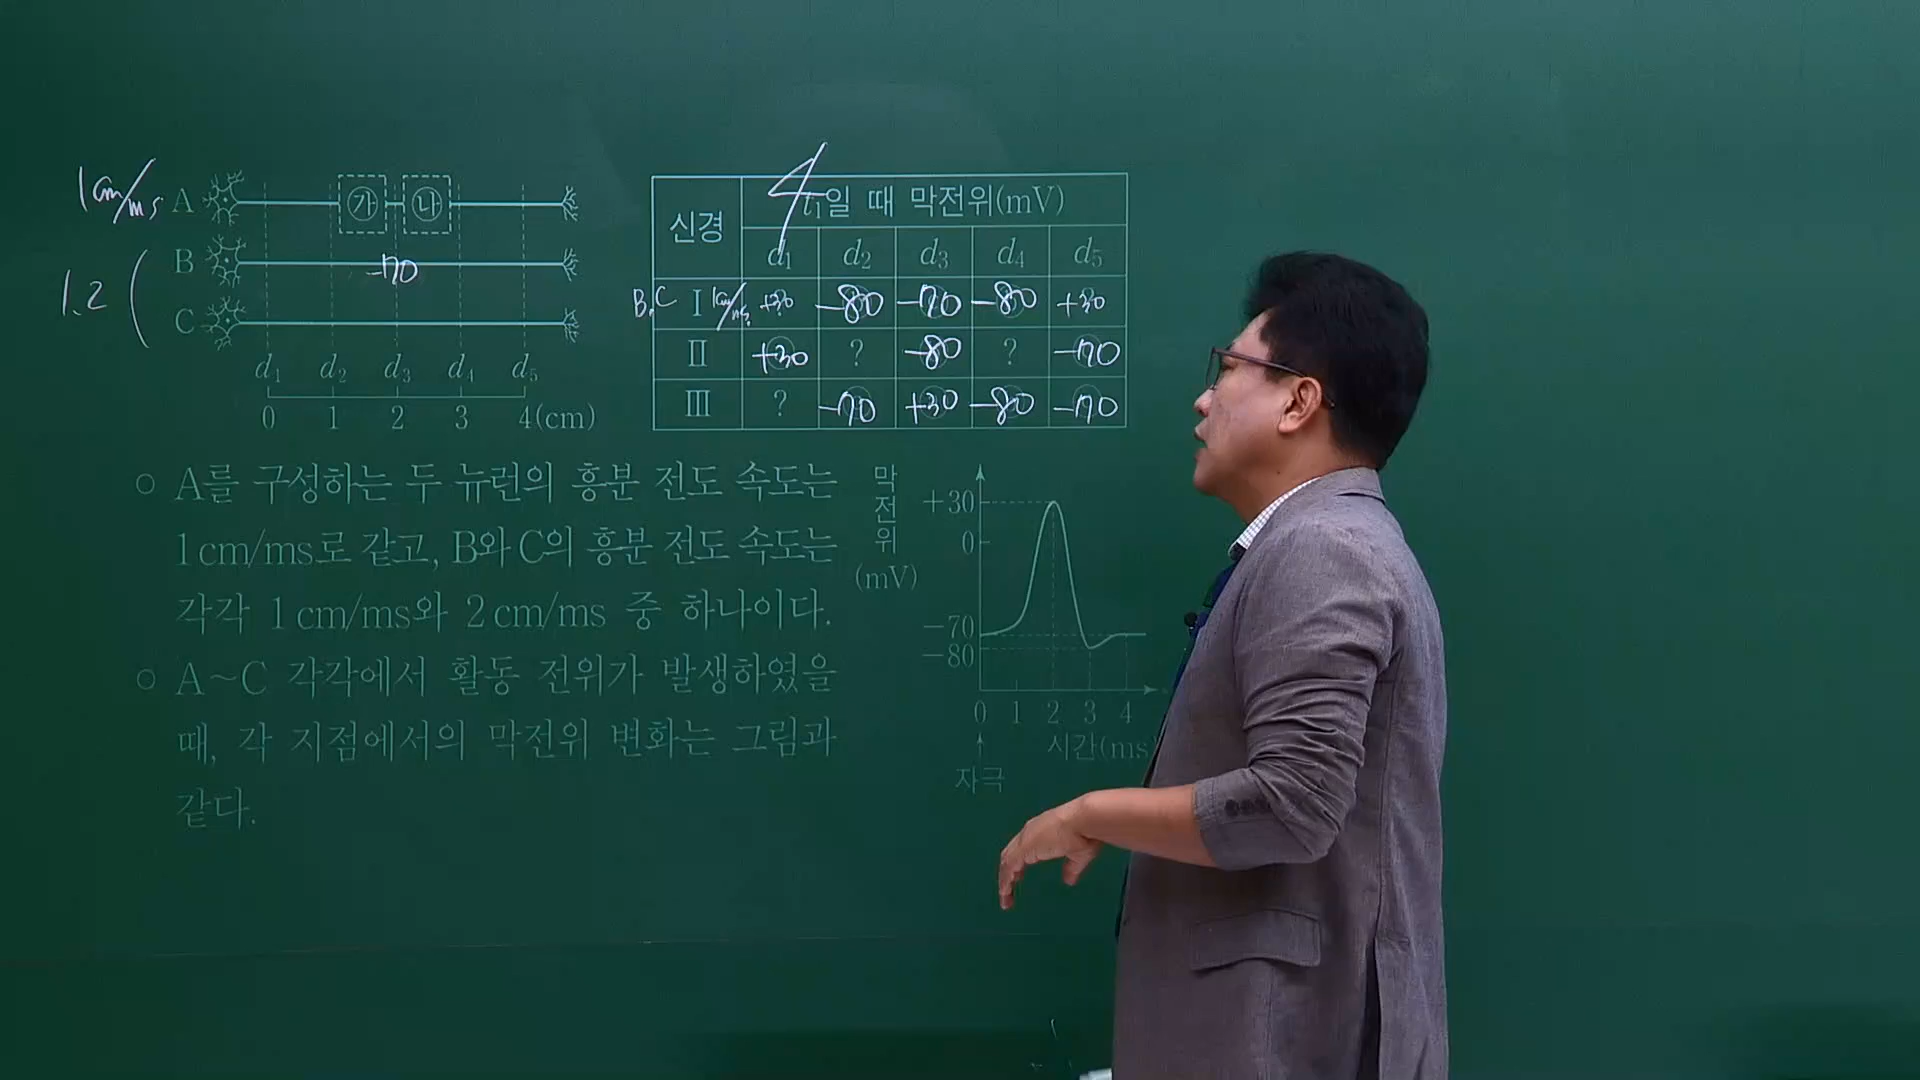 1cm/ms A ㉮ ㉯
1.2 ( B -70
C
d₁ d₂ d₃ d₄ d₅
0 1 2 3 4(cm)
신경 4 t₁일 때 막전위(mV)
d₁ d₂ d₃ d₄ d₅
B,C Ⅰ 1cm/ms +30 -80 -70 -80 +30
Ⅱ +30 ? -80 ? -70
Ⅲ ? -70 +30 -80 -70
○ A를 구성하는 두 뉴런의 흥분 전도 속도는
1cm/ms로 같고, B와 C의 흥분 전도 속도는
각각 1cm/ms와 2cm/ms 중 하나이다.
○ A~C 각각에서 활동 전위가 발생하였을
때, 각 지점에서의 막전위 변화는 그림과
같다.
막전위(mV)
+30
0
-70
-80
0 1 2 3 4
시간(ms)
자극